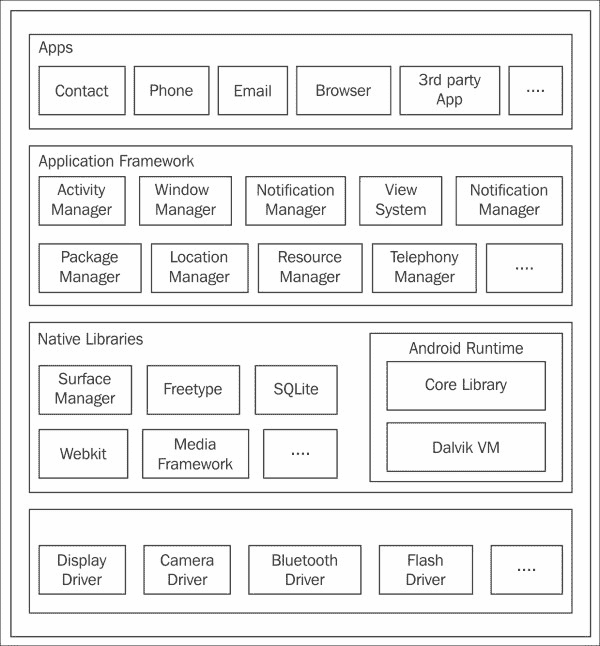 Apps
Contact
Phone
Email
Browser
3rd party
App
....
Application Framework
Activity
Manager
Window
Manager
Notification
Manager
View
System
Notification
Manager
Package
Manager
Location
Manager
Resource
Manager
Telephony
Manager
....
Native Libraries
Surface
Manager
Freetype
SQLite
Webkit
Media
Framework
....
Android Runtime
Core Library
Dalvik VM
Display
Driver
Camera
Driver
Bluetooth
Driver
Flash
Driver
....